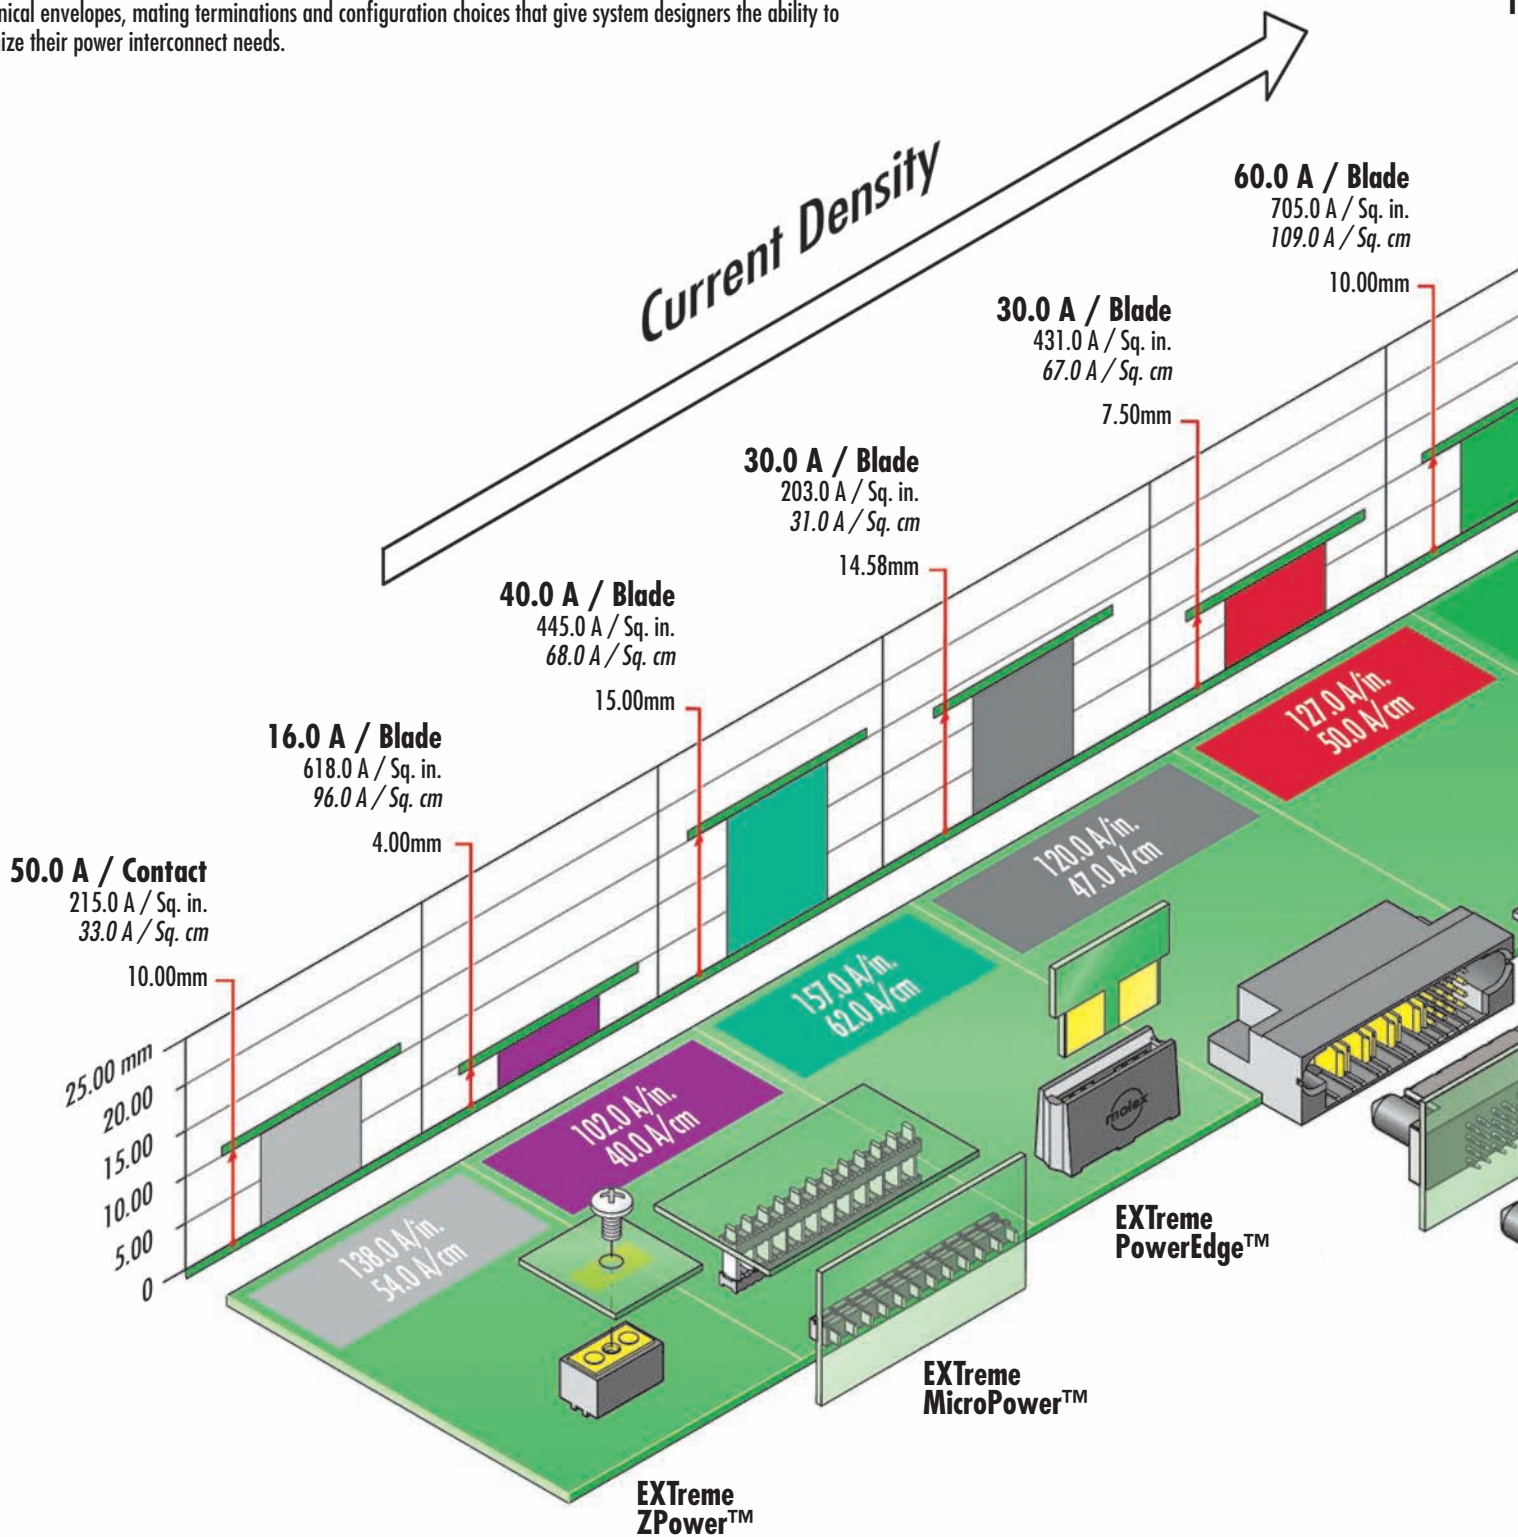 nical envelopes, mating terminations and configuration choices that give system designers the ability to
ize their power interconnect needs.
Current Density
60.0 A / Blade
705.0 A / Sq. in.
109.0 A / Sq. cm
10.00mm
30.0 A / Blade
431.0 A / Sq. in.
67.0 A / Sq. cm
7.50mm
30.0 A / Blade
203.0 A / Sq. in.
31.0 A / Sq. cm
14.58mm
40.0 A / Blade
445.0 A / Sq. in.
68.0 A / Sq. cm
15.00mm
16.0 A / Blade
618.0 A / Sq. in.
96.0 A / Sq. cm
4.00mm
50.0 A / Contact
215.0 A / Sq. in.
33.0 A / Sq. cm
10.00mm
25.00 mm
20.00
15.00
10.00
5.00
0
127.0 A/in.
50.0 A/cm
120.0 A/in.
47.0 A/cm
157.0 A/in.
62.0 A/cm
102.0 A/in.
40.0 A/cm
138.0 A/in.
54.0 A/cm
molex
EXTreme
PowerEdge™
EXTreme
MicroPower™
EXTreme
ZPower™